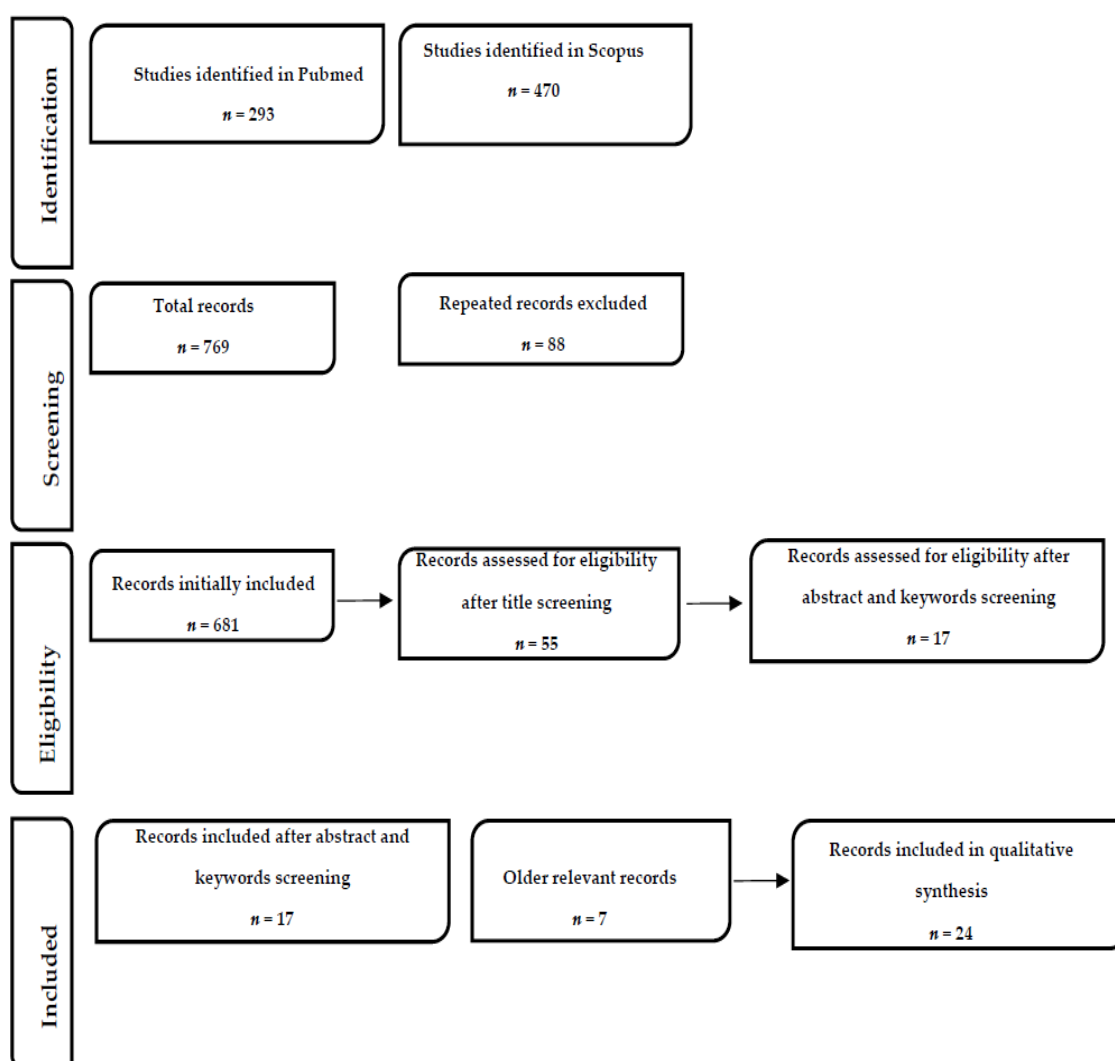 Identification
Studies identified in Pubmed
n = 293
Studies identified in Scopus
n = 470
Screening
Total records
n = 769
Repeated records excluded
n = 88
Eligibility
Records initially included
n = 681
Records assessed for eligibility
after title screening
n = 55
Records assessed for eligibility after
abstract and keywords screening
n = 17
Included
Records included after abstract and
keywords screening
n = 17
Older relevant records
n = 7
Records included in qualitative
synthesis
n = 24